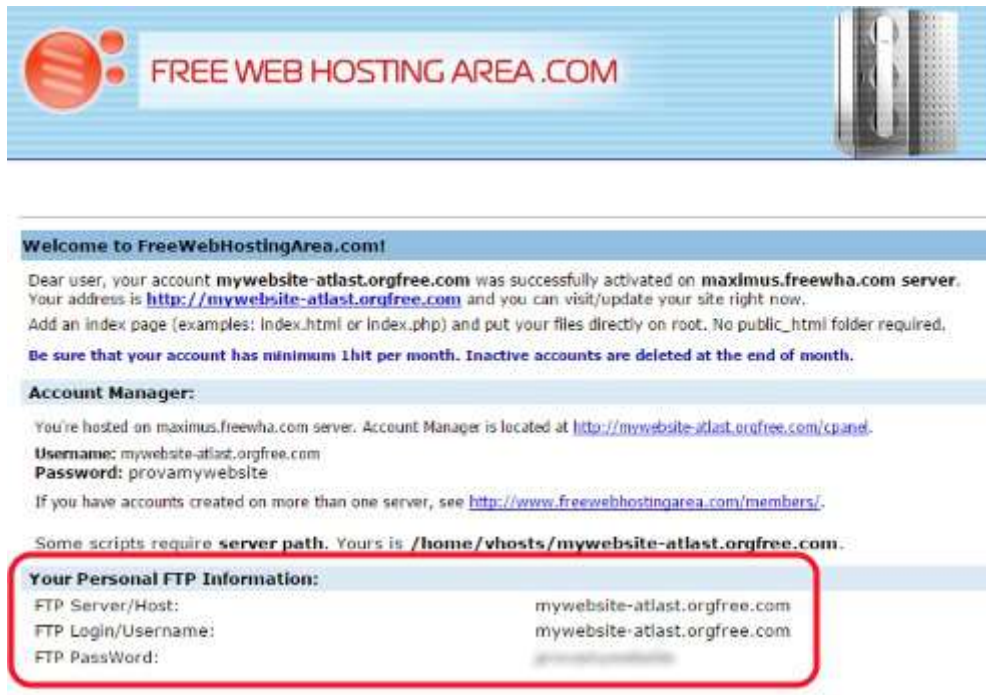 FREE WEB HOSTING AREA .COM
Welcome to FreeWebHostingArea.com!
Dear user, your account mywebsite-atlast.orgfree.com was successfully activated on maximus.freewha.com server.
Your address is http://mywebsite-atlast.orgfree.com and you can visit/update your site right now.
Add an index page (examples: index.html or index.php) and put your files directly on root. No public_html folder required.
Be sure that your account has minimum 1hit per month. Inactive accounts are deleted at the end of month.
Account Manager:
You're hosted on maximus.freewha.com server. Account Manager is located at http://mywebsite-atlast.orgfree.com/cpanel.
Username: mywebsite-atlast.orgfree.com
Password: provamywebsite
If you have accounts created on more than one server, see http://www.freewebhostingarea.com/members/.
Some scripts require server path. Yours is /home/vhosts/mywebsite-atlast.orgfree.com.
Your Personal FTP Information:
FTP Server/Host: mywebsite-atlast.orgfree.com
FTP Login/Username: mywebsite-atlast.orgfree.com
FTP PassWord: